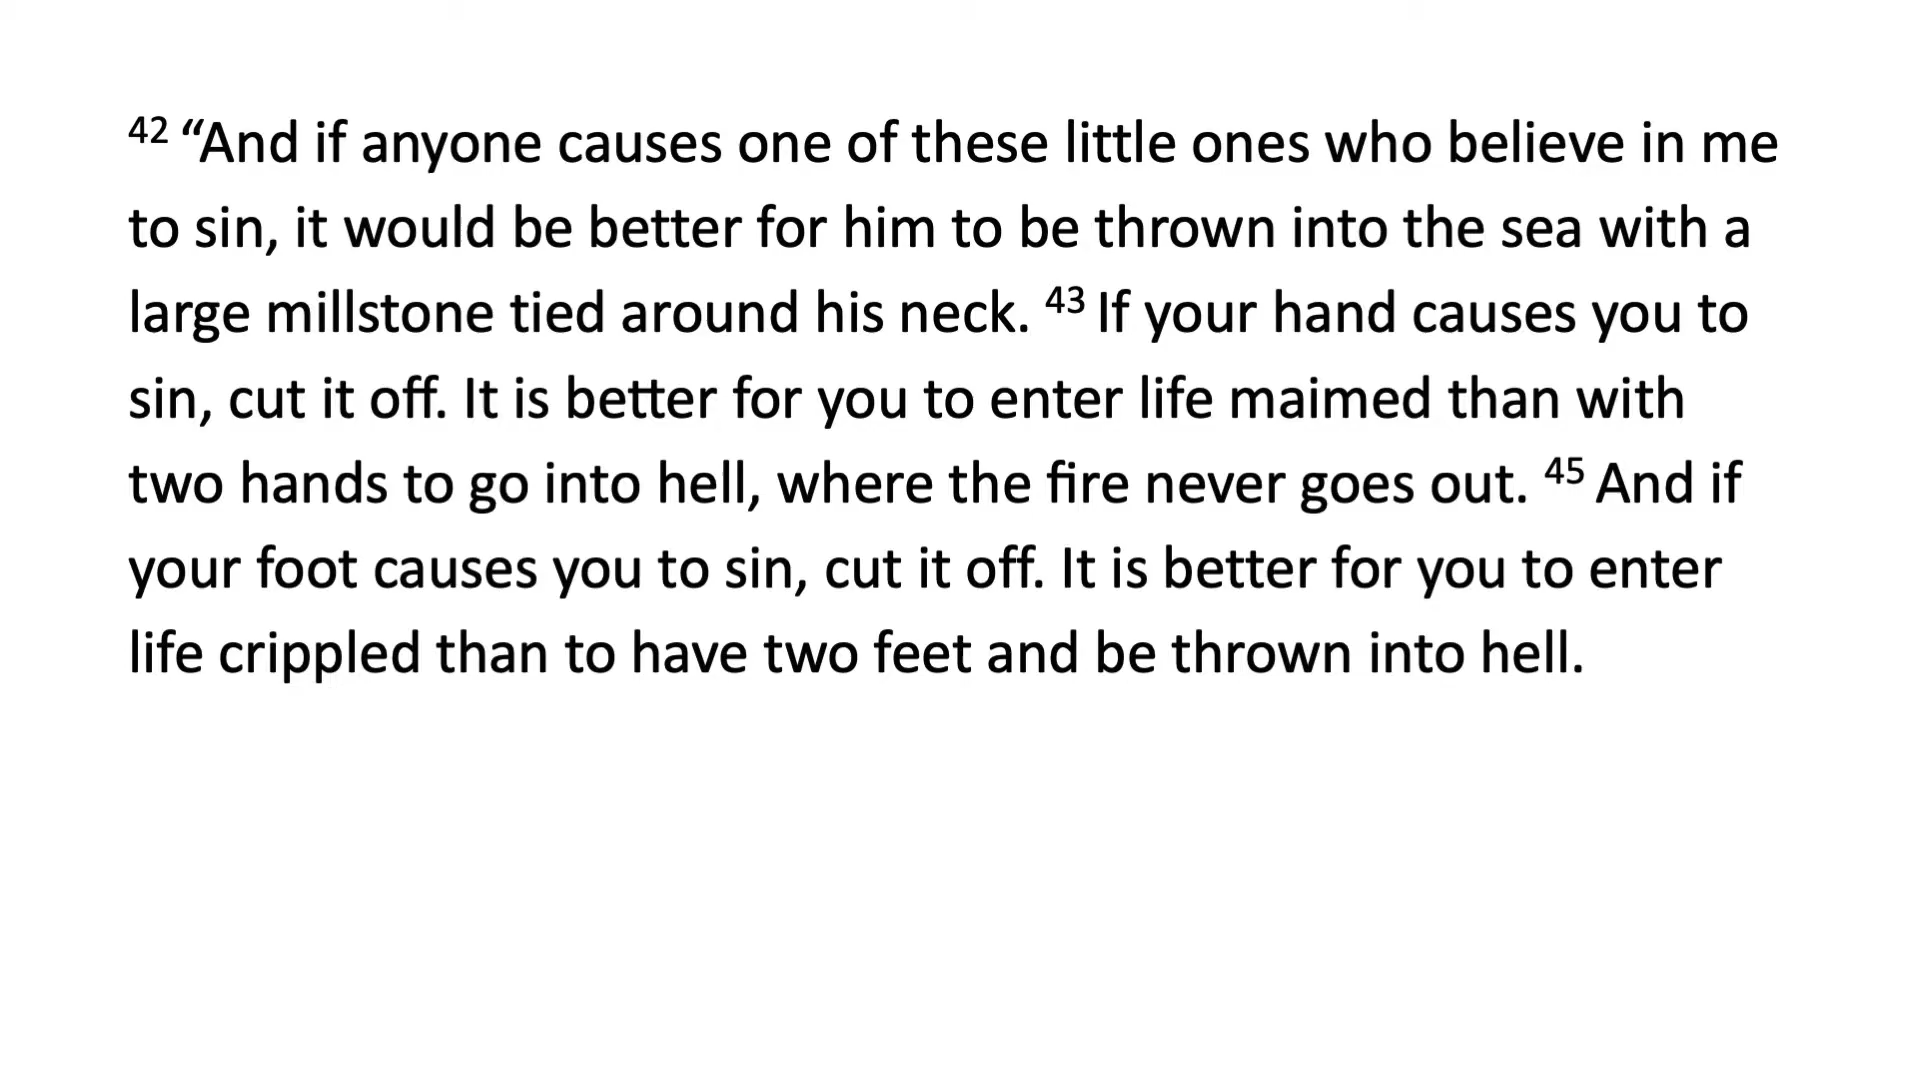 42 “And if anyone causes one of these little ones who believe in me
to sin, it would be better for him to be thrown into the sea with a
large millstone tied around his neck. 43 If your hand causes you to
sin, cut it off. It is better for you to enter life maimed than with
two hands to go into hell, where the fire never goes out. 45 And if
your foot causes you to sin, cut it off. It is better for you to enter
life crippled than to have two feet and be thrown into hell.